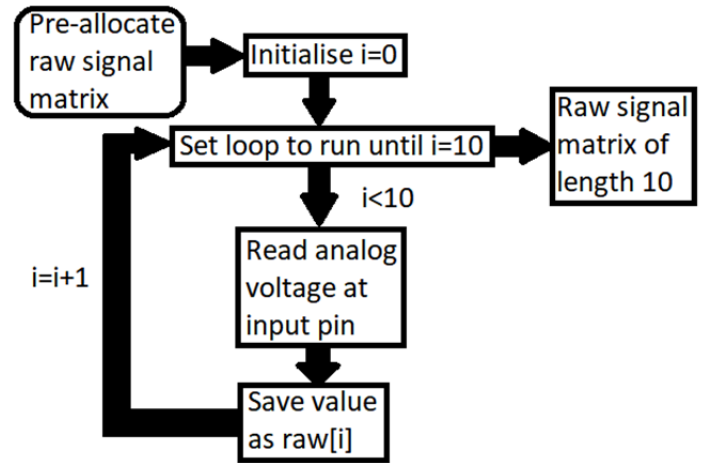 Pre-allocate
raw signal
matrix
Initialise i=0
Set loop to run until i=10
Raw signal
matrix of
length 10
i<10
Read analog
voltage at
input pin
i=i+1
Save value
as raw[i]